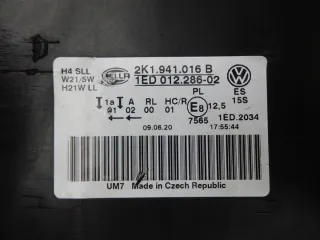 H4 SLL
W21/5W
H21W LL
HELLER
2K1.941.016 B
1ED 012.286-02
PL
ES
15S
1a A RL HC/R E8 12,5
01 02 00 01
7565 1ED.2034
09.06.20 17:55:44
UM7 Made in Czech Republic